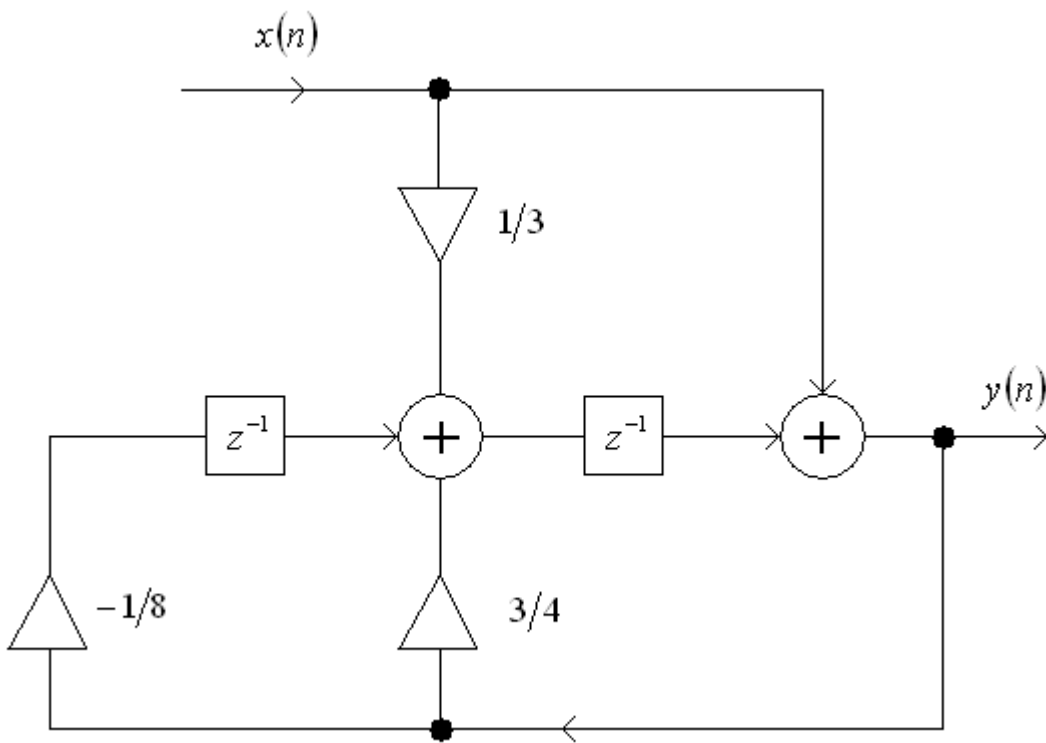 x(n)
1/3
z⁻¹
+
z⁻¹
+
y(n)
−1/8
3/4